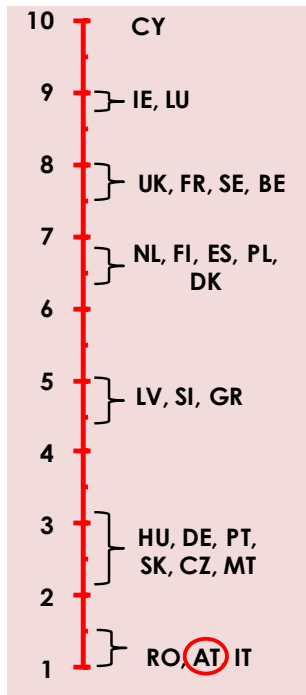 10 CY
9 IE, LU
8 UK, FR, SE, BE
7 NL, FI, ES, PL,
DK
6
5 LV, SI, GR
4
3 HU, DE, PT,
SK, CZ, MT
2
RO, AT IT
1